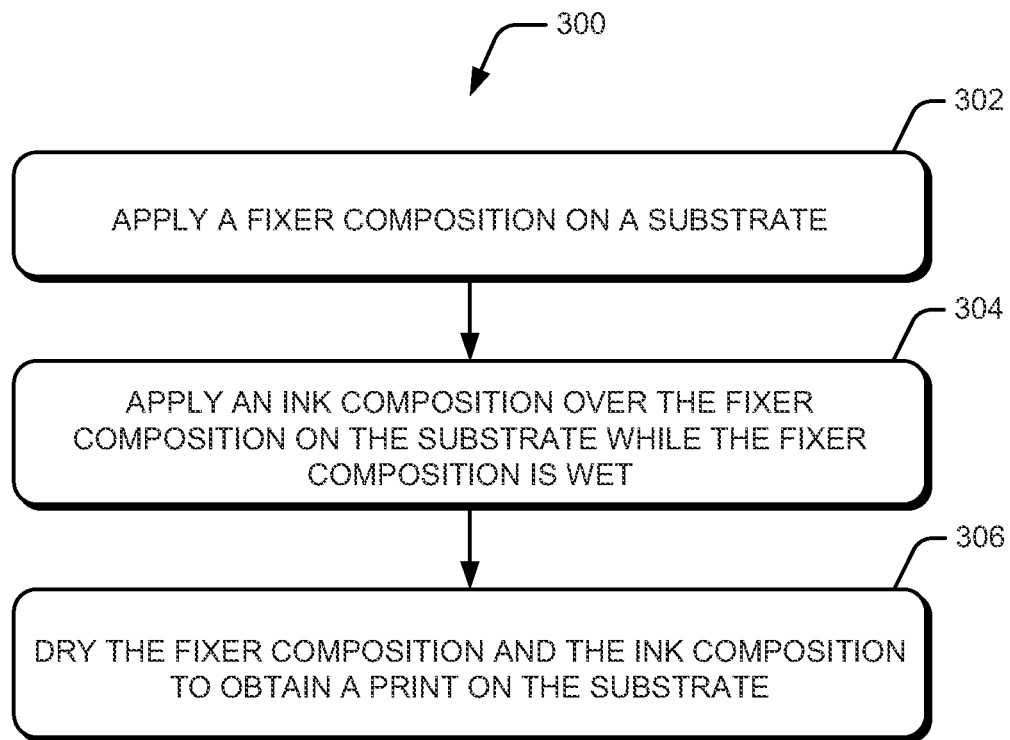 300
302
APPLY A FIXER COMPOSITION ON A SUBSTRATE
304
APPLY AN INK COMPOSITION OVER THE FIXER
COMPOSITION ON THE SUBSTRATE WHILE THE FIXER
COMPOSITION IS WET
306
DRY THE FIXER COMPOSITION AND THE INK COMPOSITION
TO OBTAIN A PRINT ON THE SUBSTRATE